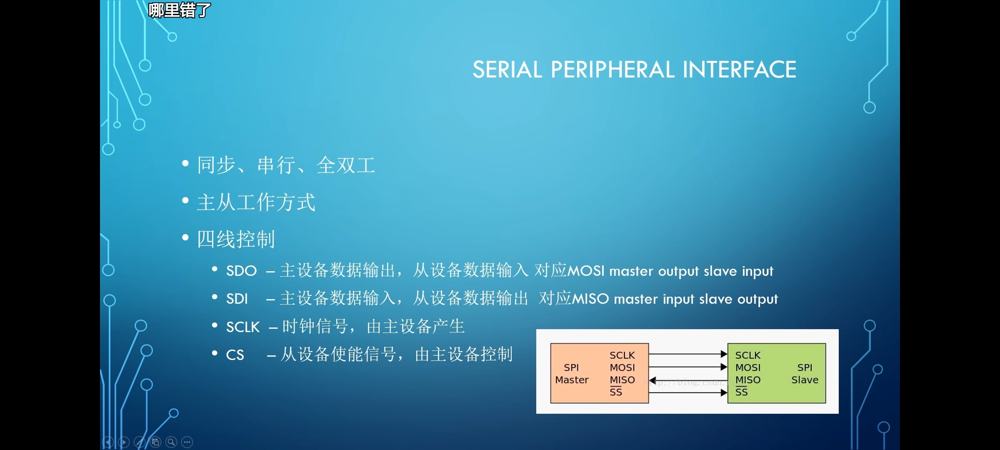 哪里错了
SERIAL PERIPHERAL INTERFACE
• 同步、串行、全双工
• 主从工作方式
• 四线控制
• SDO – 主设备数据输出，从设备数据输入 对应MOSI master output slave input
• SDI – 主设备数据输入，从设备数据输出 对应MISO master input slave output
• SCLK – 时钟信号，由主设备产生
• CS – 从设备使能信号，由主设备控制
SPI Master
SCLK
MOSI
MISO
SS
http://blog.csdn.
SCLK
MOSI
MISO
SS
SPI Slave